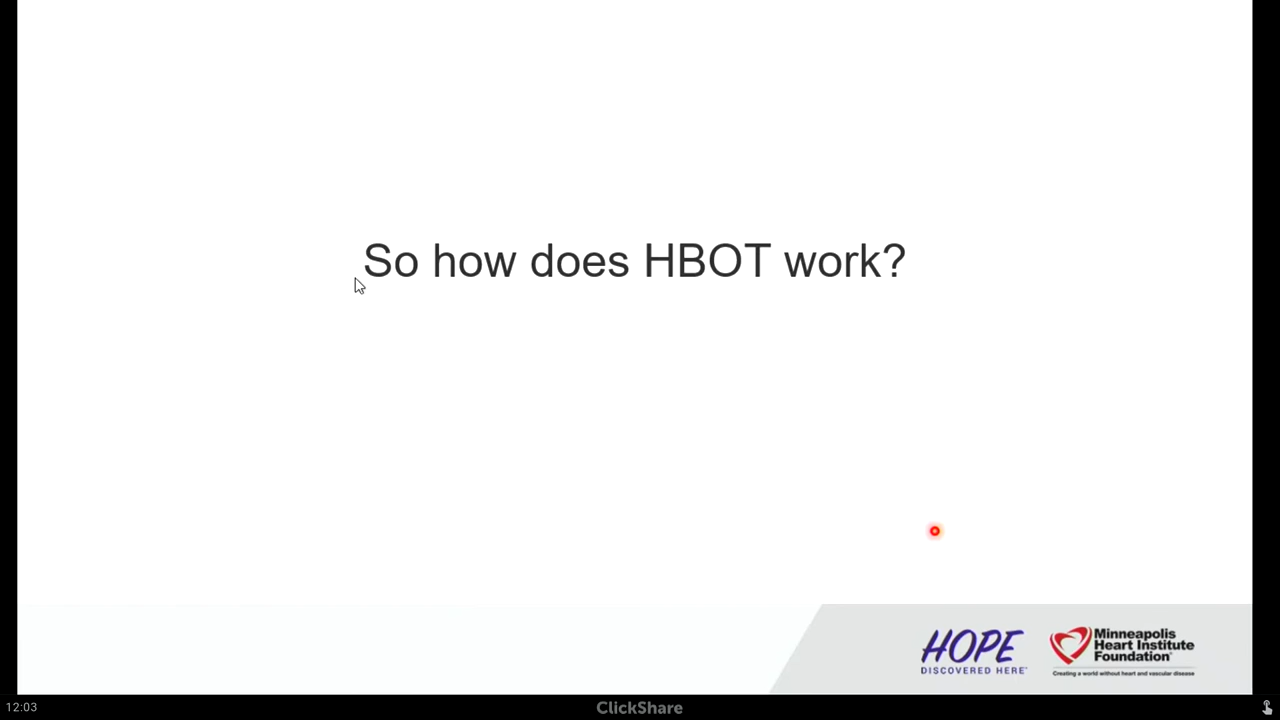 So how does HBOT work?
HOPE
DISCOVERED HERE™
Minneapolis
Heart Institute
Foundation
Creating a world without heart and vascular disease
12:03
ClickShare